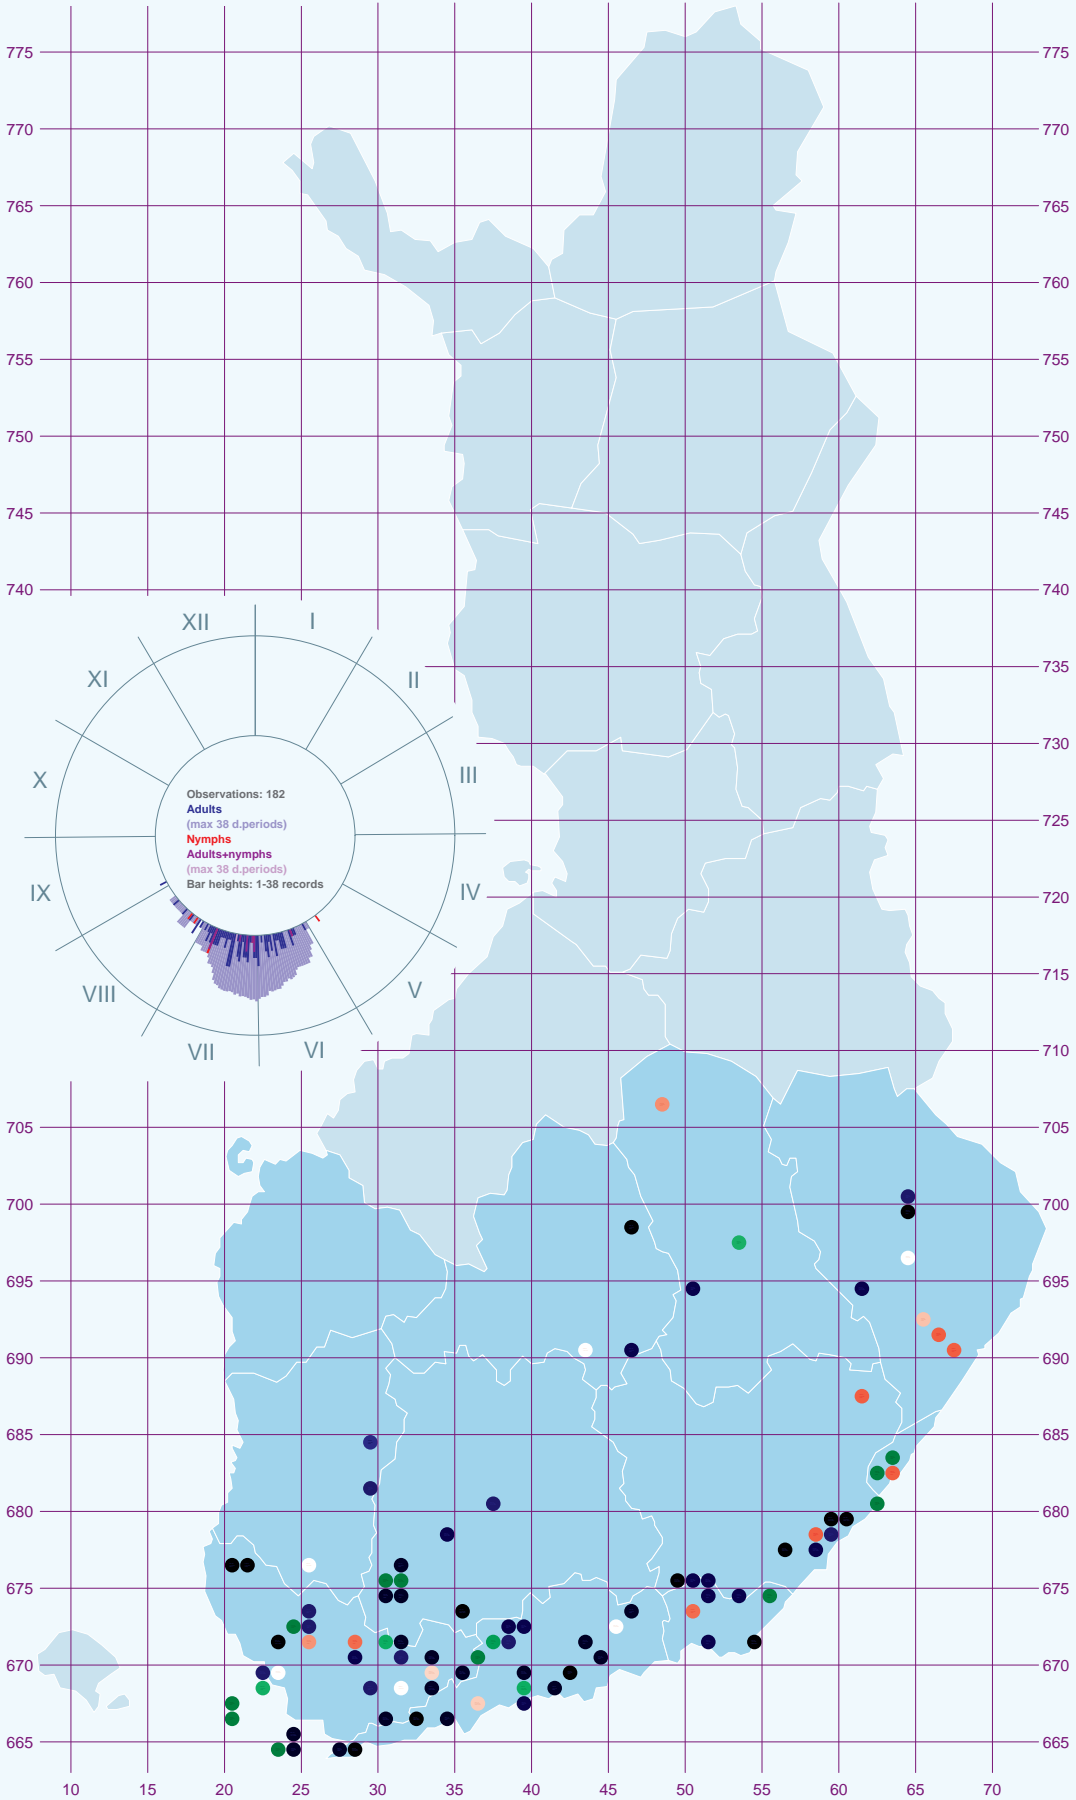 775 775
770 770
765 765
760 760
755 755
750 750
745 745
740 740
XII I
735
XI II
730
X III
Observations: 182
Adults
(max 38 d.periods)
725
Nymphs
Adults+nymphs
(max 38 d.periods)
Bar heights: 1-38 records
IX IV
720
VIII V
715
VII VI
710
705 705
700 700
695 695
690 690
685 685
680 680
675 675
670 670
665 665
10 15 20 25 30 35 40 45 50 55 60 65 70